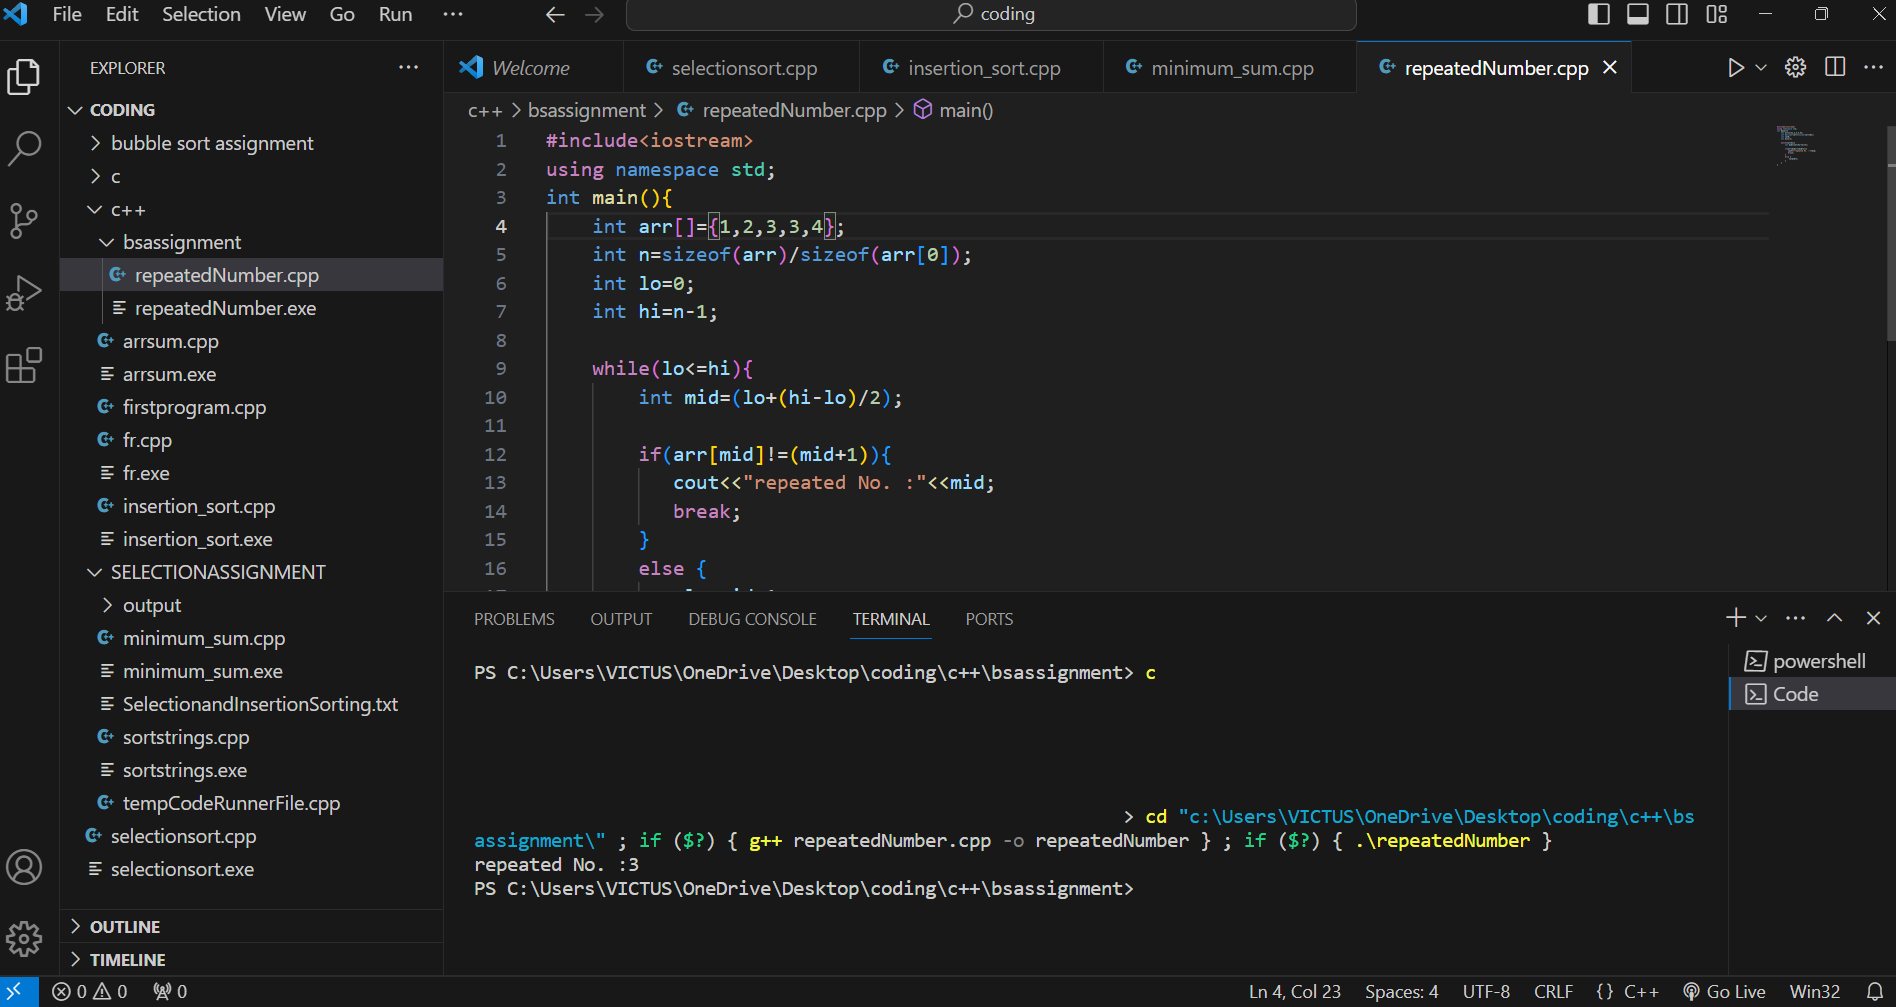 File Edit Selection View Go Run ... coding
EXPLORER ...
CODING
bubble sort assignment
c
c++
bsassignment
repeatedNumber.cpp
repeatedNumber.exe
arrsum.cpp
arrsum.exe
firstprogram.cpp
fr.cpp
fr.exe
insertion_sort.cpp
insertion_sort.exe
SELECTIONASSIGNMENT
output
minimum_sum.cpp
minimum_sum.exe
SelectionandInsertionSorting.txt
sortstrings.cpp
sortstrings.exe
tempCodeRunnerFile.cpp
selectionsort.cpp
selectionsort.exe
OUTLINE
TIMELINE
Welcome selectionsort.cpp insertion_sort.cpp minimum_sum.cpp repeatedNumber.cpp
c++ > bsassignment > repeatedNumber.cpp > main()
1 #include<iostream>
2 using namespace std;
3 int main(){
4 int arr[]={1,2,3,3,4};
5 int n=sizeof(arr)/sizeof(arr[0]);
6 int lo=0;
7 int hi=n-1;
8
9 while(lo<=hi){
10 int mid=(lo+(hi-lo)/2);
11
12 if(arr[mid]!=(mid+1)){
13 cout<<"repeated No. :"<<mid;
14 break;
15 }
16 else {
PROBLEMS OUTPUT DEBUG CONSOLE TERMINAL PORTS
PS C:\Users\VICTUS\OneDrive\Desktop\coding\c++\bsassignment> c
> cd "c:\Users\VICTUS\OneDrive\Desktop\coding\c++\bs
assignment\" ; if ($?) { g++ repeatedNumber.cpp -o repeatedNumber } ; if ($?) { .\repeatedNumber }
repeated No. :3
PS C:\Users\VICTUS\OneDrive\Desktop\coding\c++\bsassignment>
powershell
Code
0 0 0 Ln 4, Col 23 Spaces: 4 UTF-8 CRLF {} C++ Go Live Win32